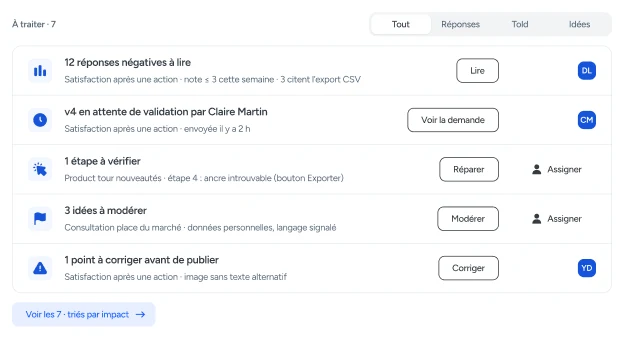 À traiter · 7
Tout Réponses Told Idées
12 réponses négatives à lire
Satisfaction après une action · note ≤ 3 cette semaine · 3 citent l'export CSV
Lire
DL
v4 en attente de validation par Claire Martin
Satisfaction après une action · envoyée il y a 2 h
Voir la demande
CM
1 étape à vérifier
Product tour nouveautés · étape 4 : ancre introuvable (bouton Exporter)
Réparer
Assigner
3 idées à modérer
Consultation place du marché · données personnelles, langage signalé
Modérer
Assigner
1 point à corriger avant de publier
Satisfaction après une action · image sans texte alternatif
Corriger
YD
Voir les 7 · triés par impact